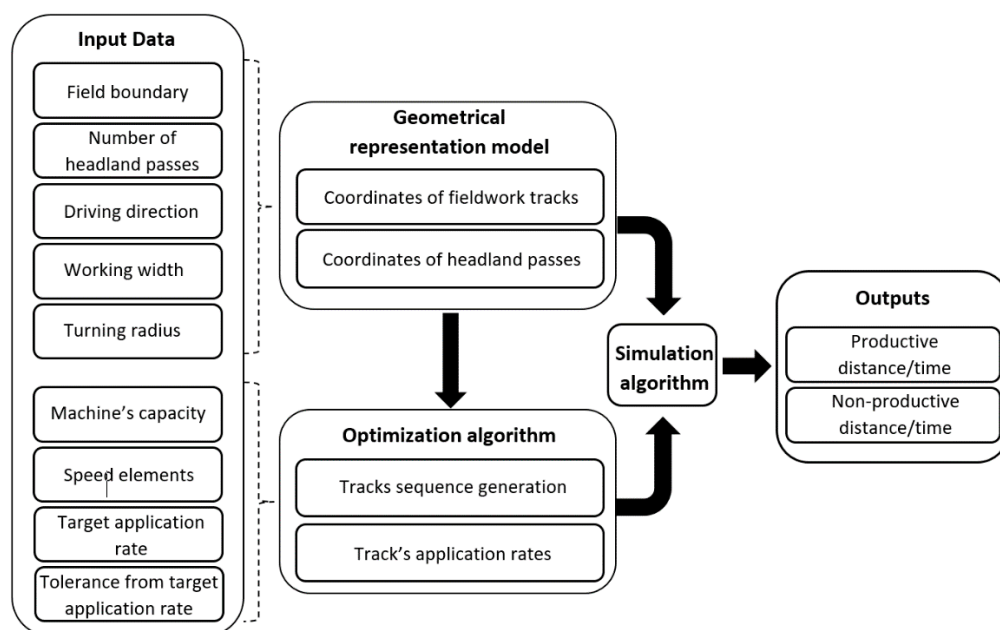 Input Data
Field boundary
Number of
headland passes
Driving direction
Working width
Turning radius
Machine's capacity
Speed elements
Target application
rate
Tolerance from target
application rate
Geometrical
representation model
Coordinates of fieldwork tracks
Coordinates of headland passes
Optimization algorithm
Tracks sequence generation
Track's application rates
Simulation
algorithm
Outputs
Productive
distance/time
Non-productive
distance/time